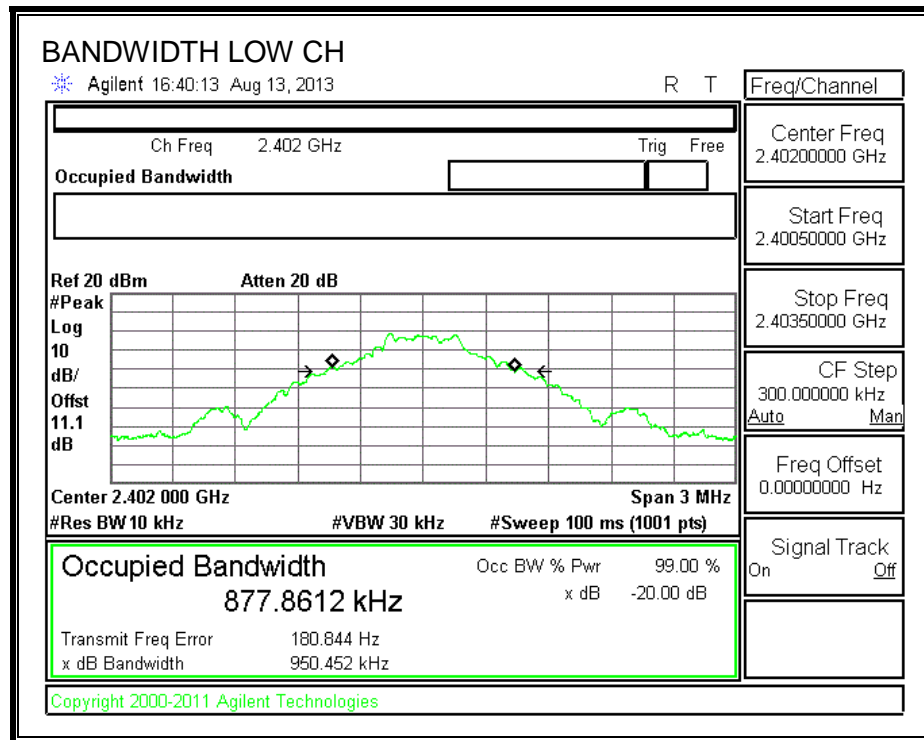 BANDWIDTH LOW CH
Agilent 16:40:13 Aug 13, 2013 R T
Freq/Channel
Ch Freq 2.402 GHz Trig Free
Occupied Bandwidth
Center Freq
2.40200000 GHz
Start Freq
2.40050000 GHz
Stop Freq
2.40350000 GHz
CF Step
300.000000 kHz
Auto Man
Freq Offset
0.00000000 Hz
Signal Track
On Off
Ref 20 dBm Atten 20 dB
#Peak
Log
10
dB/
Offst
11.1
dB
Center 2.402 000 GHz Span 3 MHz
#Res BW 10 kHz #VBW 30 kHz #Sweep 100 ms (1001 pts)
Occupied Bandwidth Occ BW % Pwr 99.00 %
877.8612 kHz x dB -20.00 dB
Transmit Freq Error 180.844 Hz
x dB Bandwidth 950.452 kHz
Copyright 2000-2011 Agilent Technologies